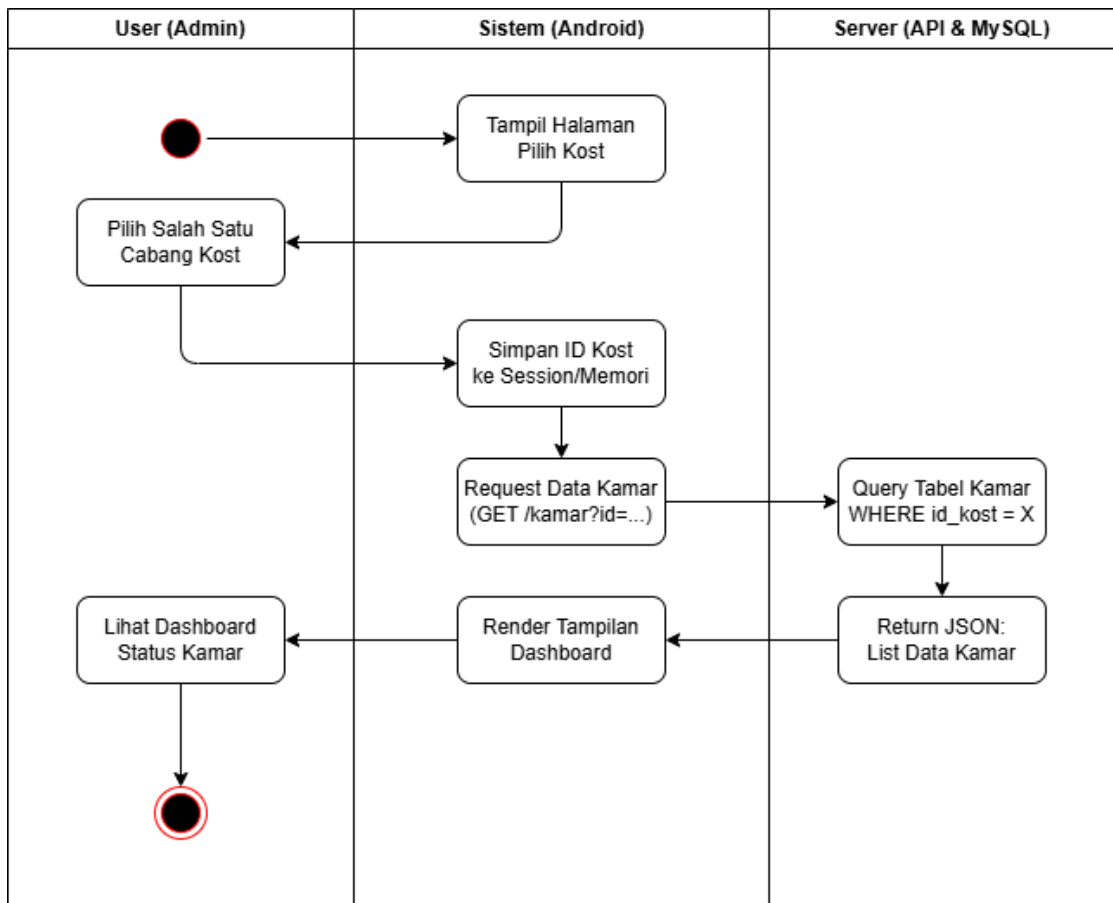 User (Admin)
Sistem (Android)
Server (API & MySQL)
Tampil Halaman
Pilih Kost
Pilih Salah Satu
Cabang Kost
Simpan ID Kost
ke Session/Memori
Request Data Kamar
(GET /kamar?id=...)
Query Tabel Kamar
WHERE id_kost = X
Lihat Dashboard
Status Kamar
Render Tampilan
Dashboard
Return JSON:
List Data Kamar